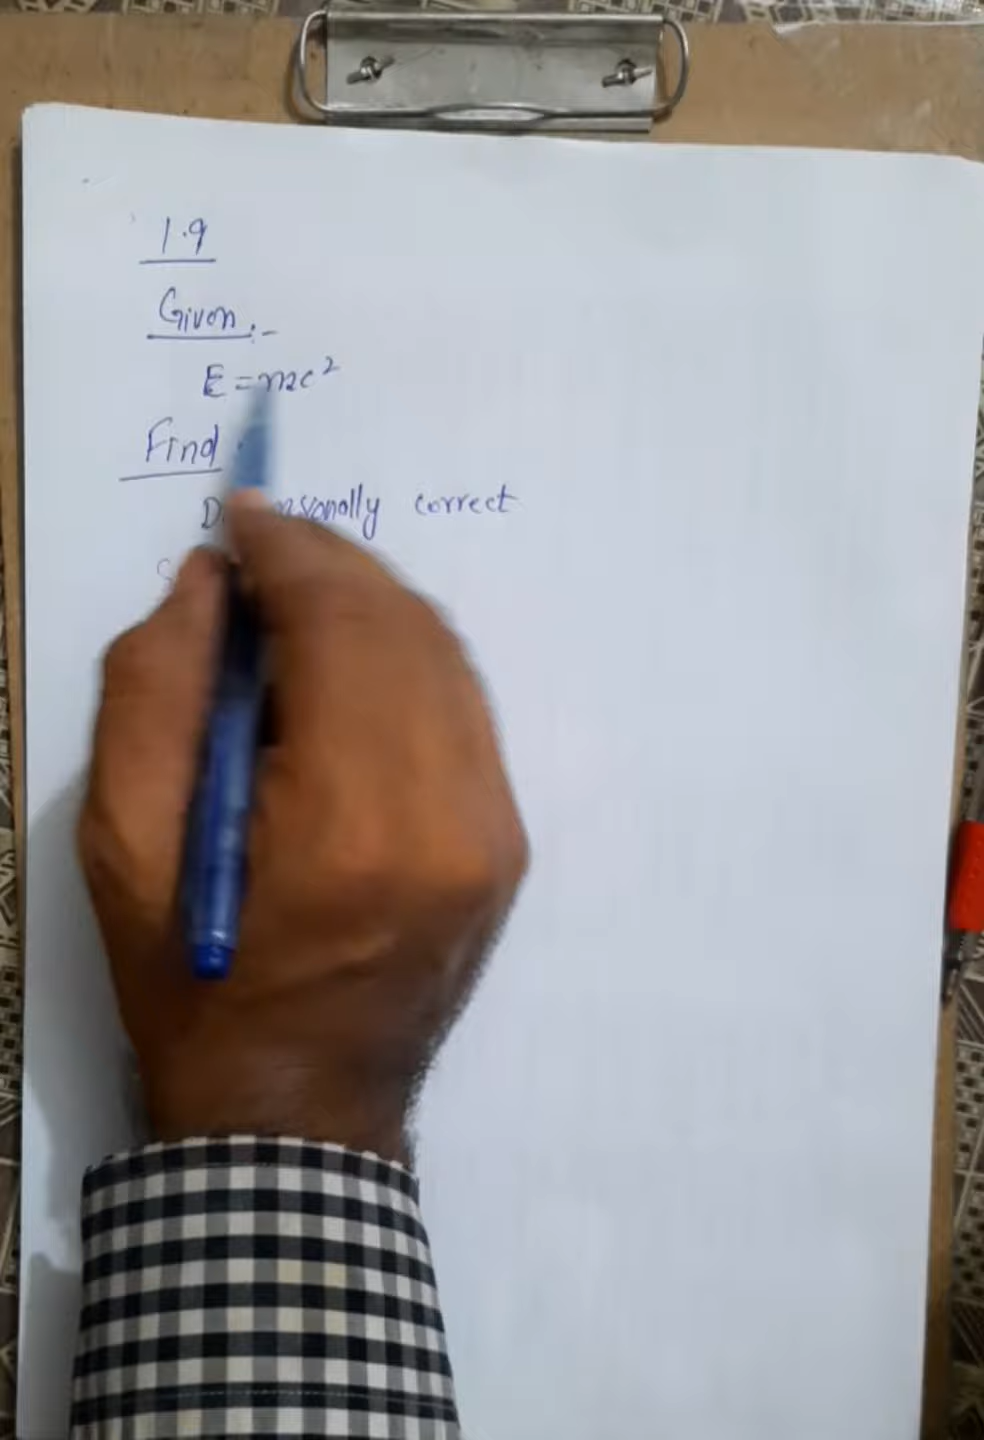 1.9
Given:-
E = mc²
Find
correct